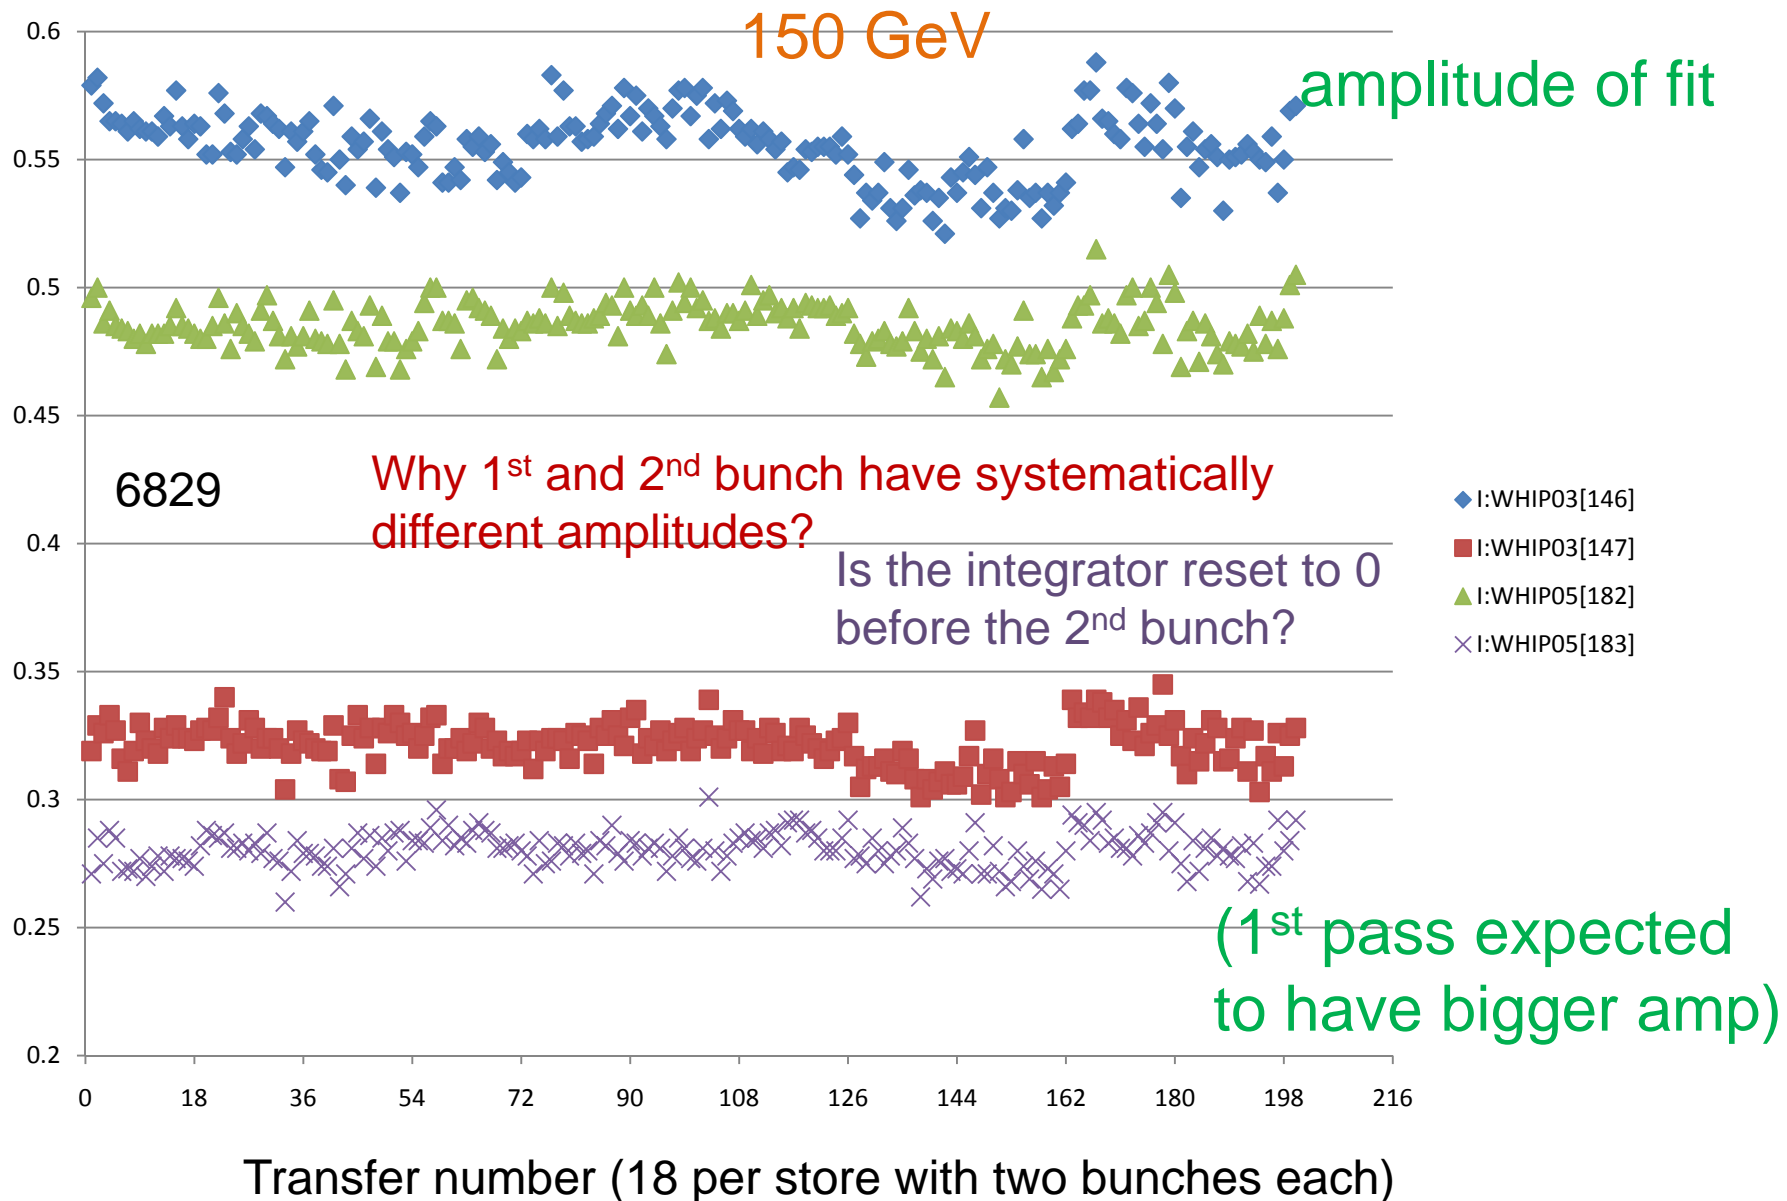 150 GeV
amplitude of fit
0.6
0.55
0.5
0.45
0.4
0.35
0.3
0.25
0.2
6829
Why 1st and 2nd bunch have systematically
different amplitudes?
Is the integrator reset to 0
before the 2nd bunch?
I:WHIP03[146]
I:WHIP03[147]
I:WHIP05[182]
I:WHIP05[183]
(1st pass expected
to have bigger amp)
0 18 36 54 72 90 108 126 144 162 180 198 216
Transfer number (18 per store with two bunches each)